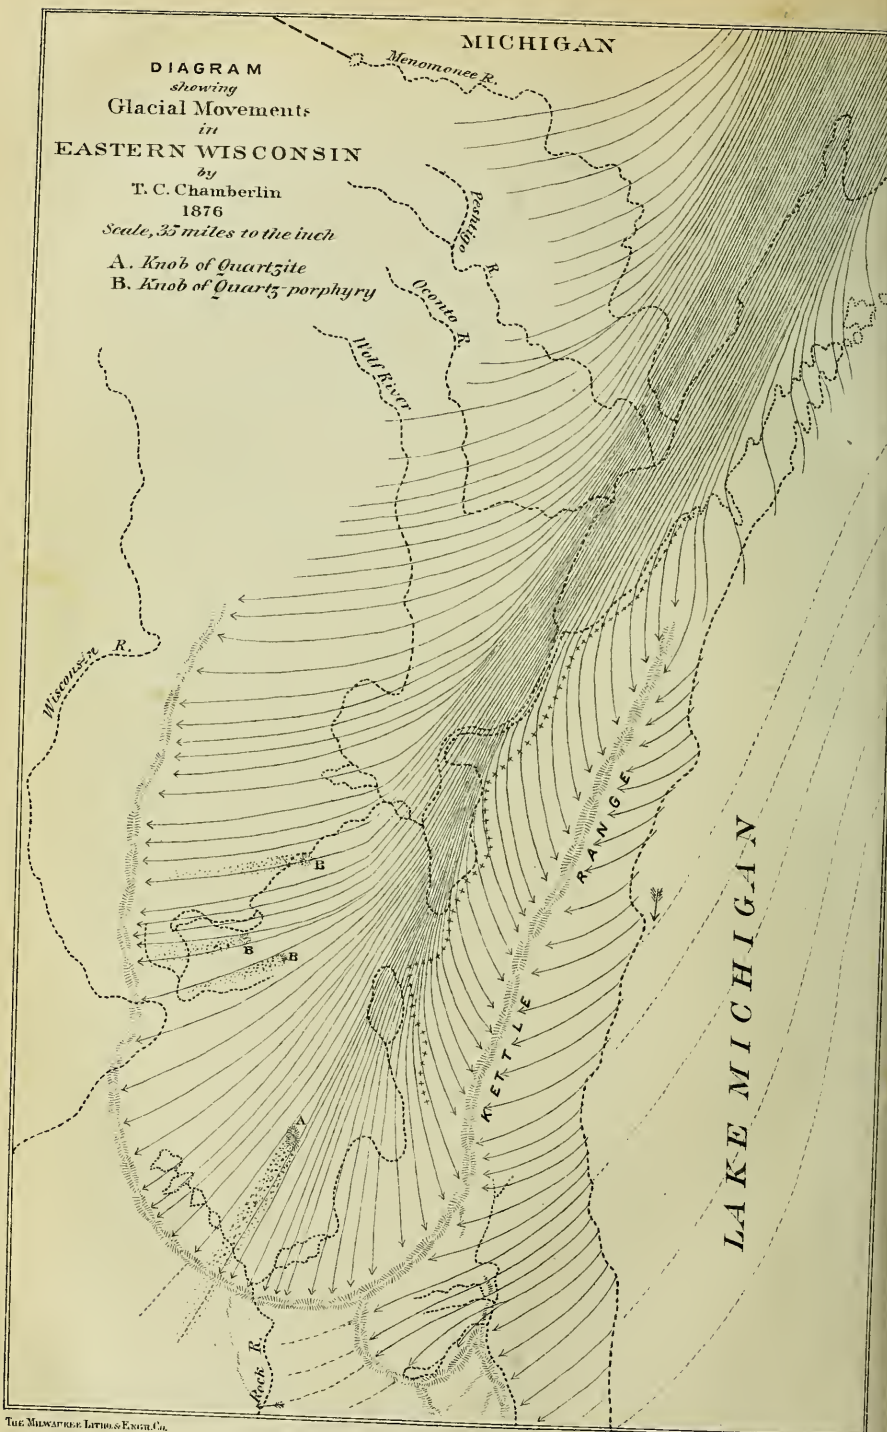 DIAGRAM
showing
Glacial Movements
in
EASTERN WISCONSIN
by
T. C. Chamberlin
1876
Scale, 35 miles to the inch
A. Knob of Quartzite
B. Knob of Quartz-porphyry
MICHIGAN
Menomonee R.
Peshtigo R.
Oconto R.
Wolf River
Wisconsin R.
B
B
B
A
KETTLE RANGE
LAKE MICHIGAN
Rock R.
THE MILWAUKEE LITHO. & ENGR. Co.